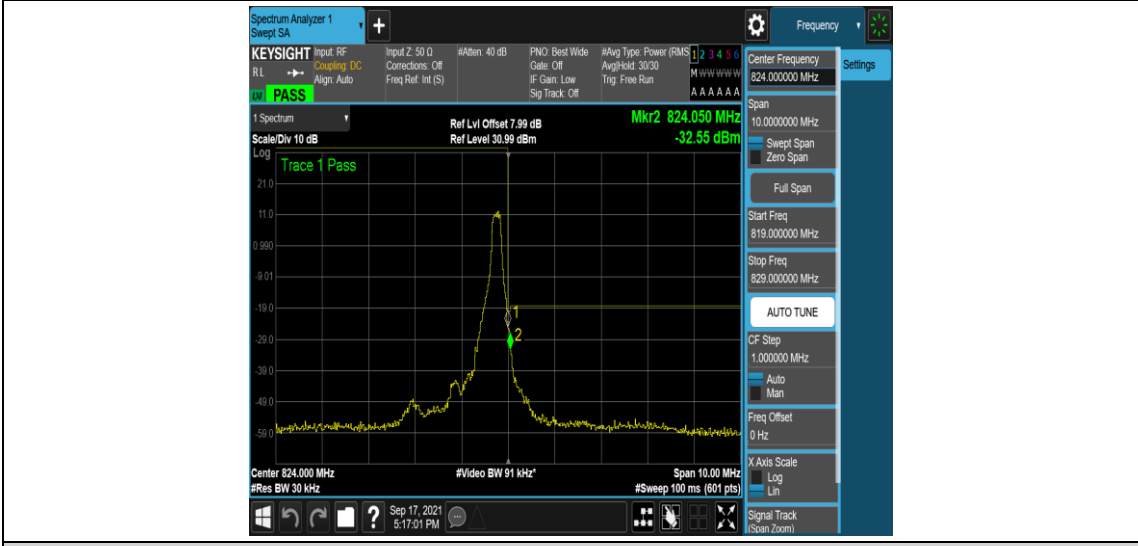 Spectrum Analyzer 1
Swept SA
+
Frequency
KEYSIGHT
RL
PASS
Input: RF
Coupling: DC
Align: Auto
Input Z: 50 Ω
Corrections: Off
Freq Ref: Int (S)
#Atten: 40 dB
PNO: Best Wide
Gate: Off
IF Gain: Low
Sig Track: Off
#Avg Type: Power (RMS
Avg|Hold: 30/30
Trig: Free Run
1 2 3 4 5 6
M W W W W W
A A A A A A
1 Spectrum
Scale/Div 10 dB
Ref Lvl Offset 7.99 dB
Ref Level 30.99 dBm
Mkr2 824.050 MHz
-32.55 dBm
Log
Trace 1 Pass
21.0
11.0
0.990
-9.01
-19.0
-29.0
-39.0
-49.0
-59.0
1
2
Center 824.000 MHz
#Res BW 30 kHz
#Video BW 91 kHz*
Span 10.00 MHz
#Sweep 100 ms (601 pts)
?
Sep 17, 2021
5:17:01 PM
Center Frequency
824.000000 MHz
Settings
Span
10.0000000 MHz
Swept Span
Zero Span
Full Span
Start Freq
819.000000 MHz
Stop Freq
829.000000 MHz
AUTO TUNE
CF Step
1.000000 MHz
Auto
Man
Freq Offset
0 Hz
X Axis Scale
Log
Lin
Signal Track
(Span Zoom)